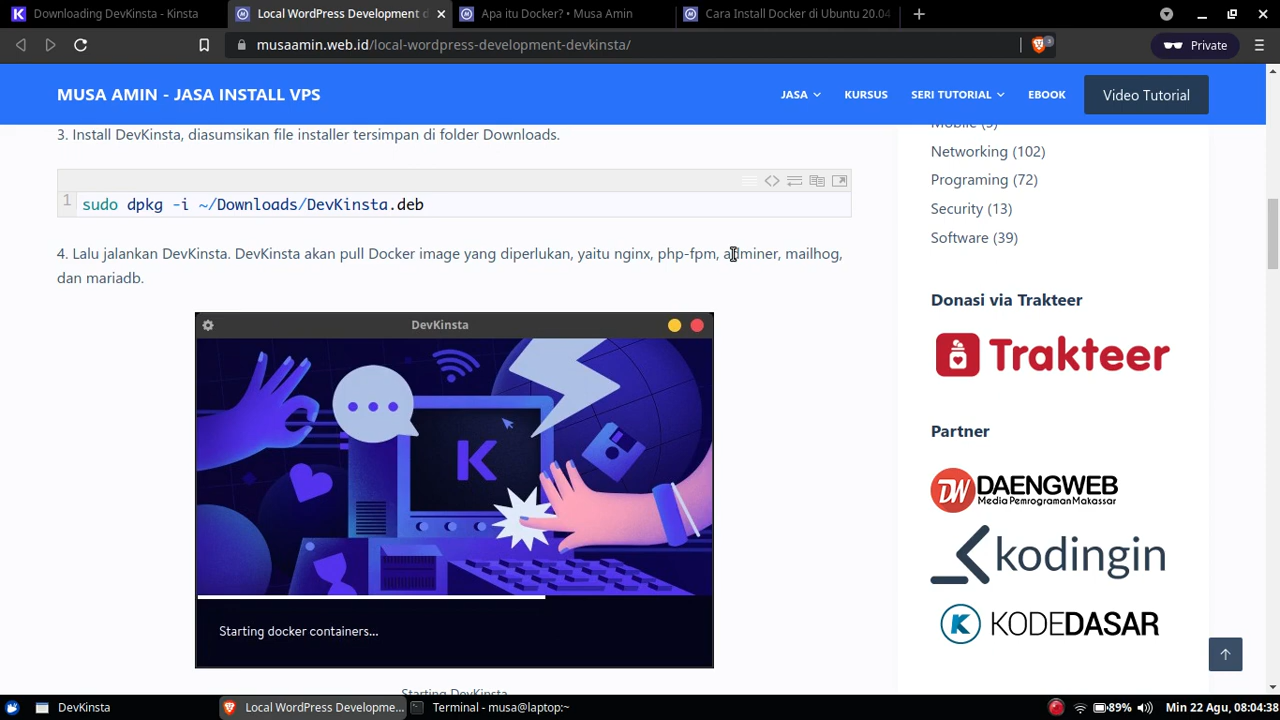 Downloading DevKinsta - Kinsta
Local WordPress Development d
Apa itu Docker? • Musa Amin
Cara Install Docker di Ubuntu 20.04
musaamin.web.id/local-wordpress-development-devkinsta/
3
Private
MUSA AMIN - JASA INSTALL VPS
JASA
KURSUS
SERI TUTORIAL
EBOOK
Video Tutorial
3. Install DevKinsta, diasumsikan file installer tersimpan di folder Downloads.
1
sudo dpkg -i ~/Downloads/DevKinsta.deb
4. Lalu jalankan DevKinsta. DevKinsta akan pull Docker image yang diperlukan, yaitu nginx, php-fpm, adminer, mailhog,
dan mariadb.
DevKinsta
K
Starting docker containers...
Starting DevKinsta
Mobile (5)
Networking (102)
Programing (72)
Security (13)
Software (39)
Donasi via Trakteer
Trakteer
Partner
DW DAENGWEB
Media Pemrograman Makassar
kodingin
K KODEDASAR
DevKinsta
Local WordPress Developme...
Terminal - musa@laptop:~
89%
Min 22 Agu, 08:04:38